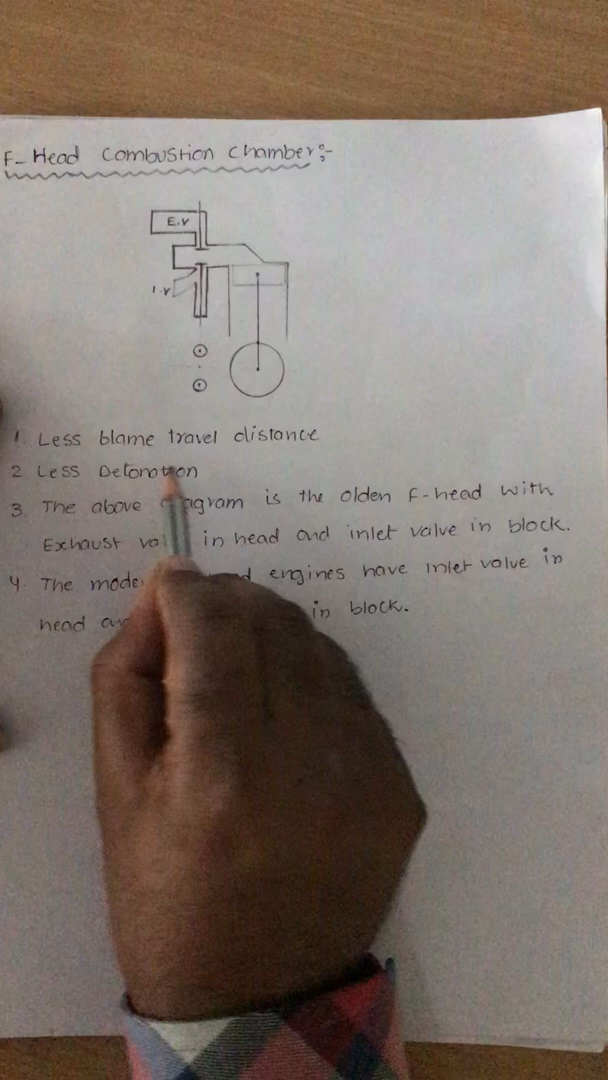 F-Head Combustion Chamber:-
E.V
I.V
1. Less blame travel distance
2 Less Detonation
3. The above is the olden F-head with
Exhaust in head and inlet valve in block.
4. The engines have inlet valve in
head in block.